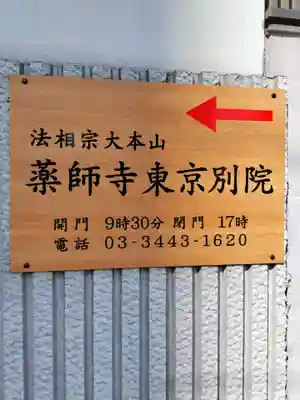 法相宗大本山
薬師寺東京別院
開門 9時30分 閉門 17時
電話 03-3443-1620